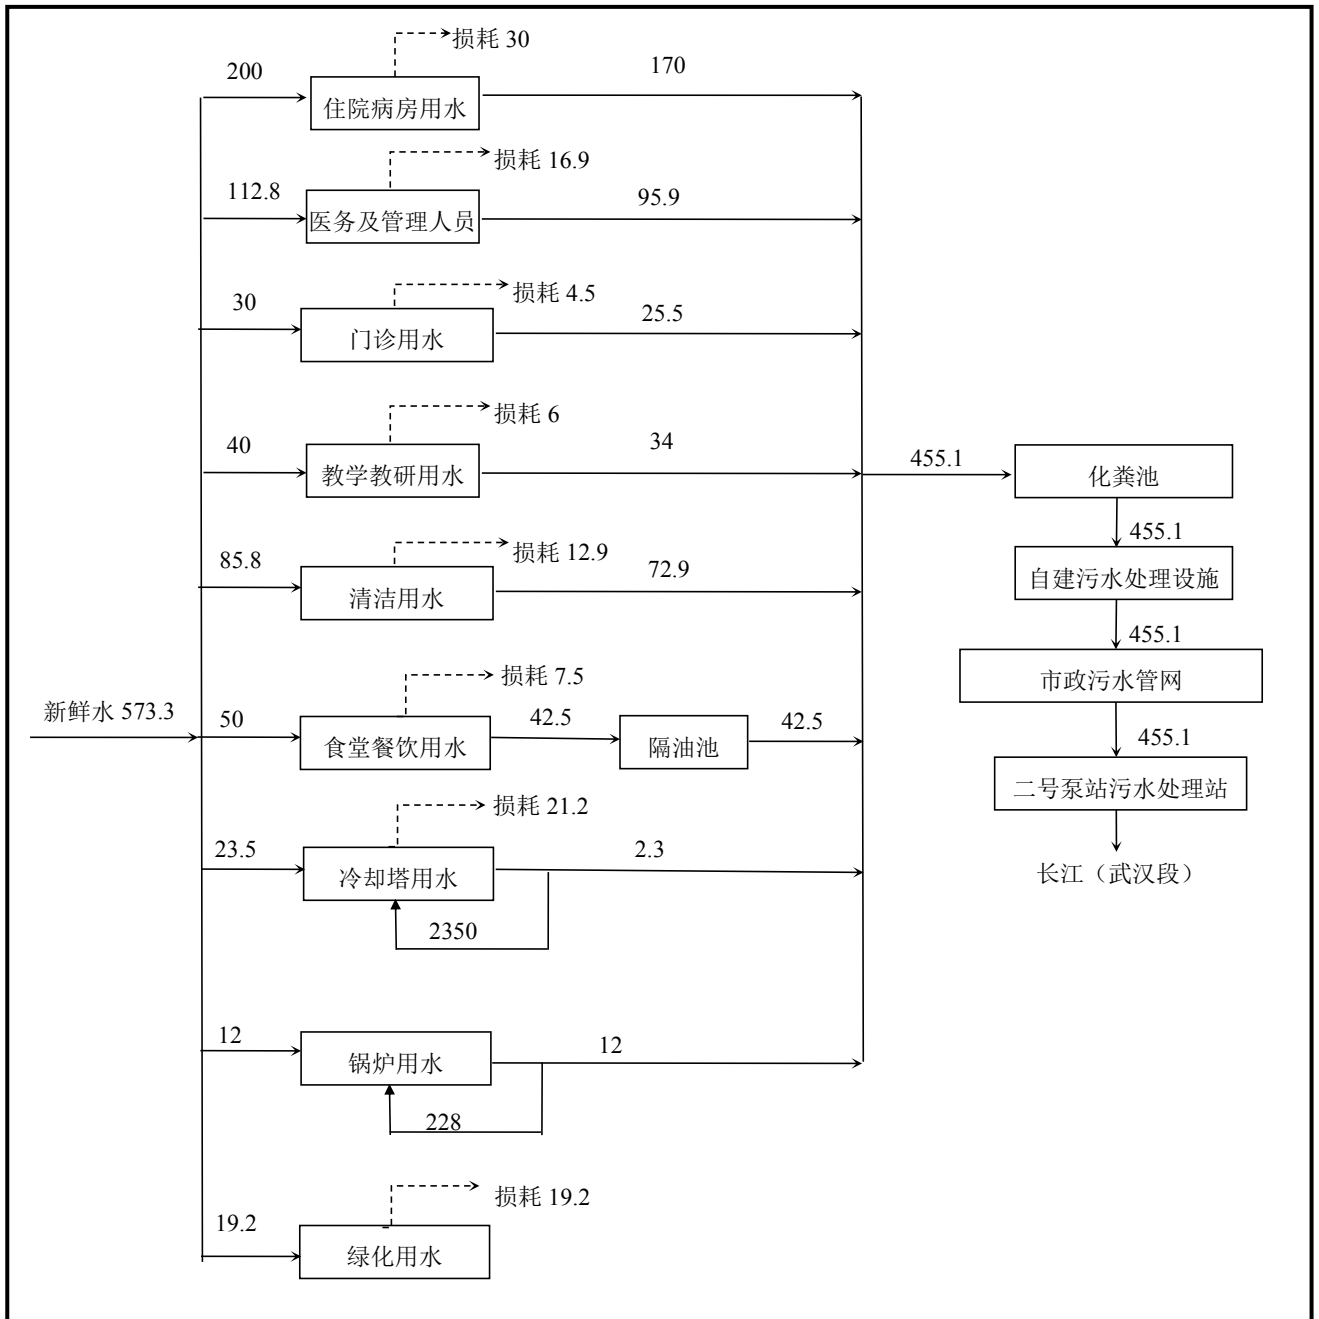 损耗 30
200
170
住院病房用水
损耗 16.9
112.8
95.9
医务及管理人员
损耗 4.5
30
25.5
门诊用水
损耗 6
40
34
教学教研用水
455.1
化粪池
455.1
损耗 12.9
85.8
72.9
清洁用水
自建污水处理设施
455.1
损耗 7.5
新鲜水 573.3
50
42.5
42.5
食堂餐饮用水
隔油池
市政污水管网
455.1
损耗 21.2
23.5
2.3
冷却塔用水
2350
二号泵站污水处理站
长江（武汉段）
12
12
锅炉用水
228
损耗 19.2
19.2
绿化用水